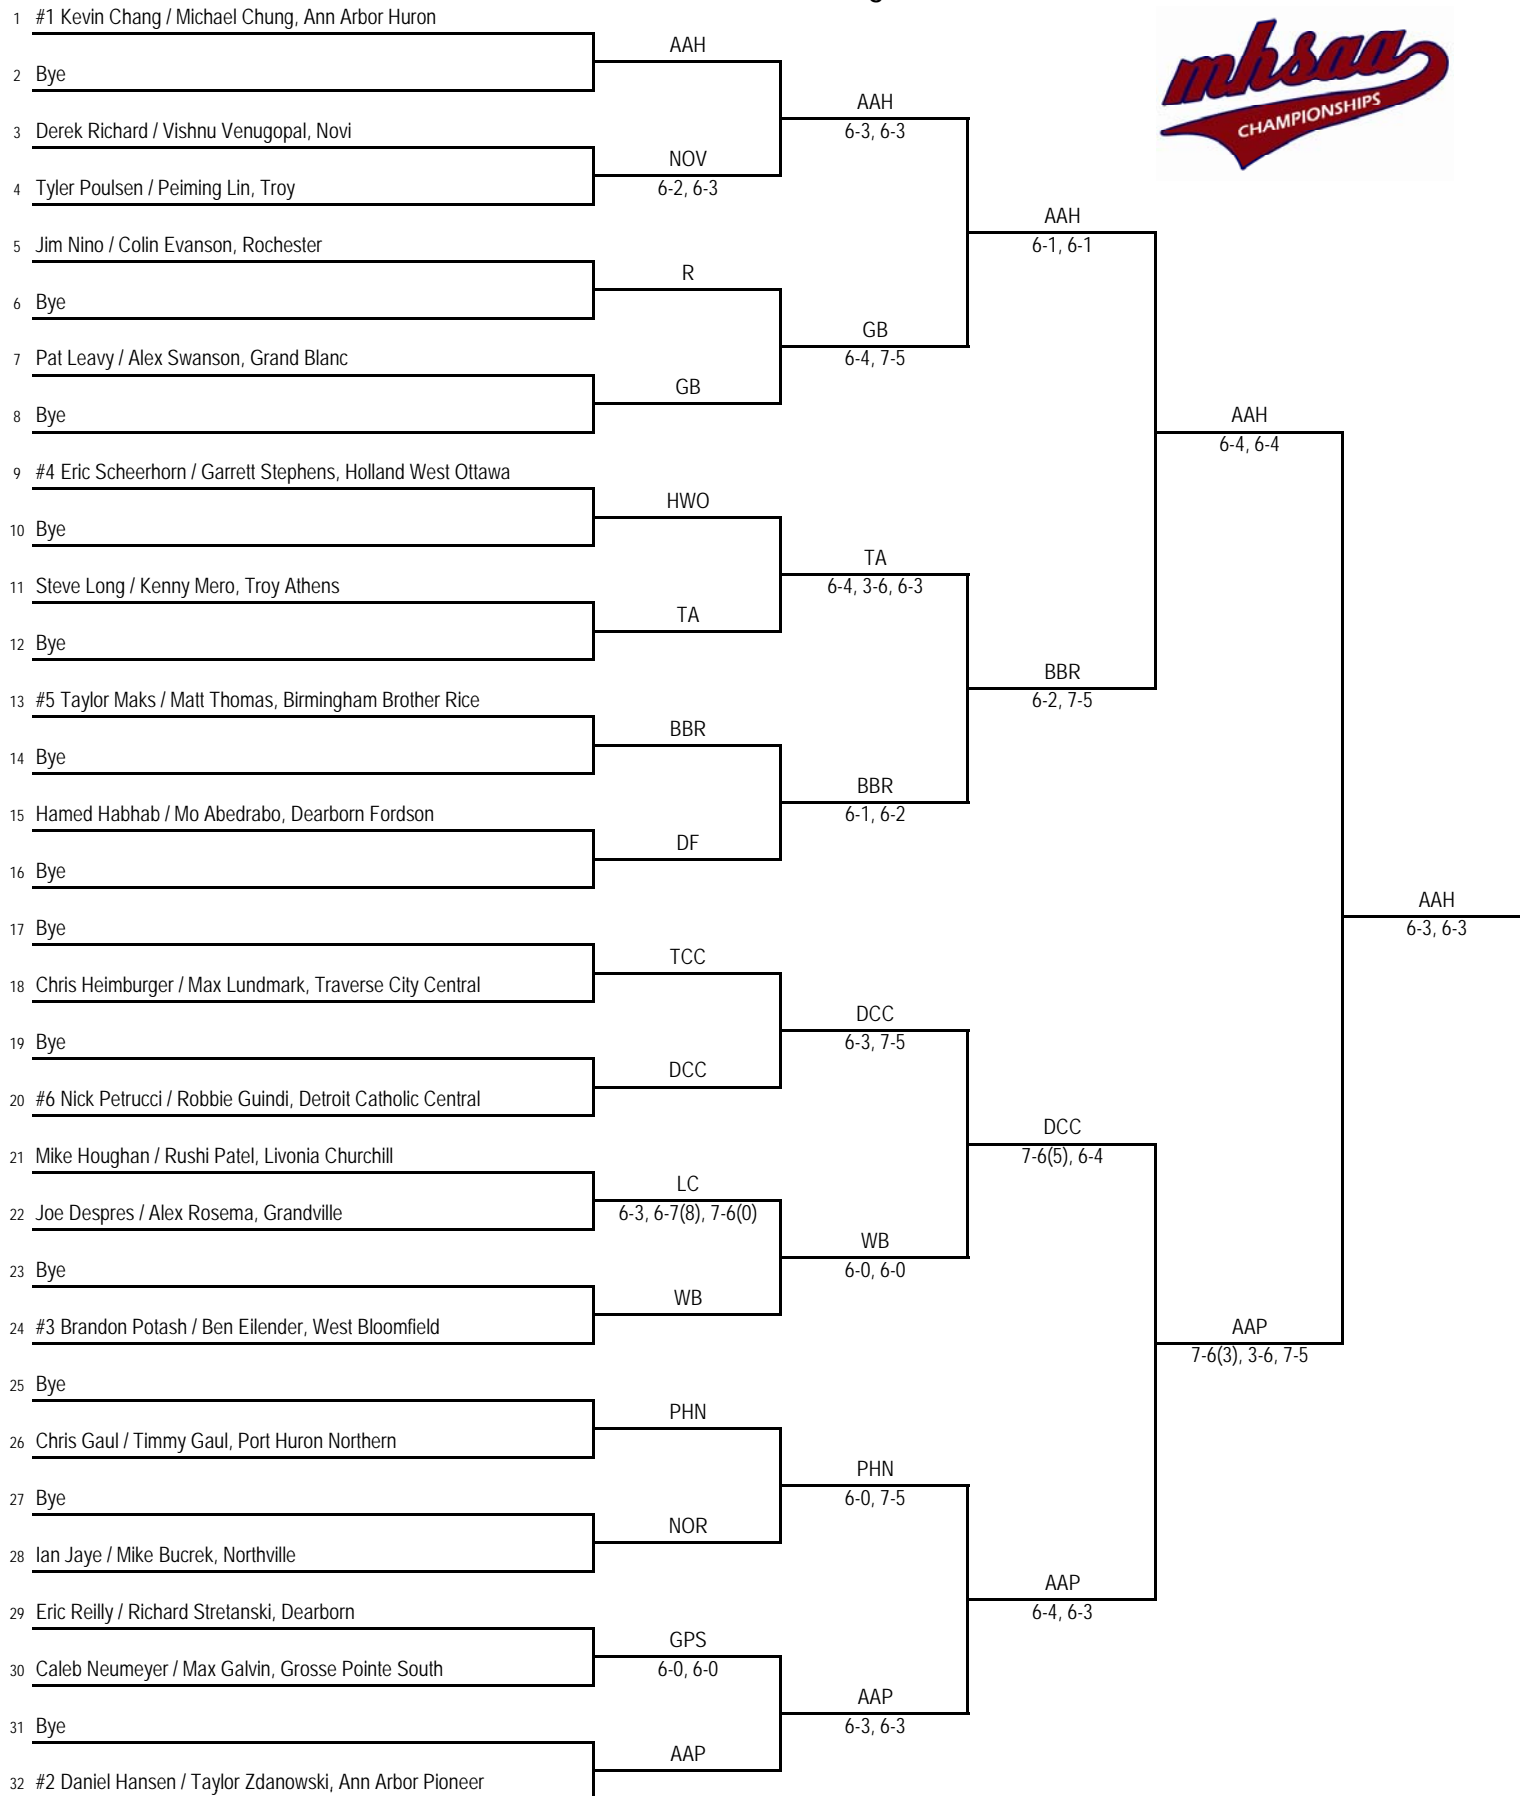 1 #1 Kevin Chang / Michael Chung, Ann Arbor Huron
AAH
2 Bye
AAH
6-3, 6-3
3 Derek Richard / Vishnu Venugopal, Novi
NOV
6-2, 6-3
4 Tyler Poulsen / Peiming Lin, Troy
AAH
6-1, 6-1
5 Jim Nino / Colin Evanson, Rochester
R
6 Bye
GB
6-4, 7-5
7 Pat Leavy / Alex Swanson, Grand Blanc
GB
8 Bye
AAH
6-4, 6-4
9 #4 Eric Scheerhorn / Garrett Stephens, Holland West Ottawa
HWO
10 Bye
TA
6-4, 3-6, 6-3
11 Steve Long / Kenny Mero, Troy Athens
TA
12 Bye
BBR
6-2, 7-5
13 #5 Taylor Maks / Matt Thomas, Birmingham Brother Rice
BBR
14 Bye
BBR
6-1, 6-2
15 Hamed Habhab / Mo Abedrabo, Dearborn Fordson
DF
16 Bye
AAH
6-3, 6-3
17 Bye
TCC
18 Chris Heimburger / Max Lundmark, Traverse City Central
DCC
6-3, 7-5
19 Bye
DCC
20 #6 Nick Petrucci / Robbie Guindi, Detroit Catholic Central
DCC
7-6(5), 6-4
21 Mike Houghan / Rushi Patel, Livonia Churchill
LC
6-3, 6-7(8), 7-6(0)
22 Joe Despres / Alex Rosema, Grandville
WB
6-0, 6-0
23 Bye
WB
24 #3 Brandon Potash / Ben Eilender, West Bloomfield
AAP
7-6(3), 3-6, 7-5
25 Bye
PHN
26 Chris Gaul / Timmy Gaul, Port Huron Northern
PHN
6-0, 7-5
27 Bye
NOR
28 Ian Jaye / Mike Bucrek, Northville
AAP
6-4, 6-3
29 Eric Reilly / Richard Stretanski, Dearborn
GPS
6-0, 6-0
30 Caleb Neumeyer / Max Galvin, Grosse Pointe South
AAP
6-3, 6-3
31 Bye
AAP
32 #2 Daniel Hansen / Taylor Zdanowski, Ann Arbor Pioneer
mhsaa
CHAMPIONSHIPS